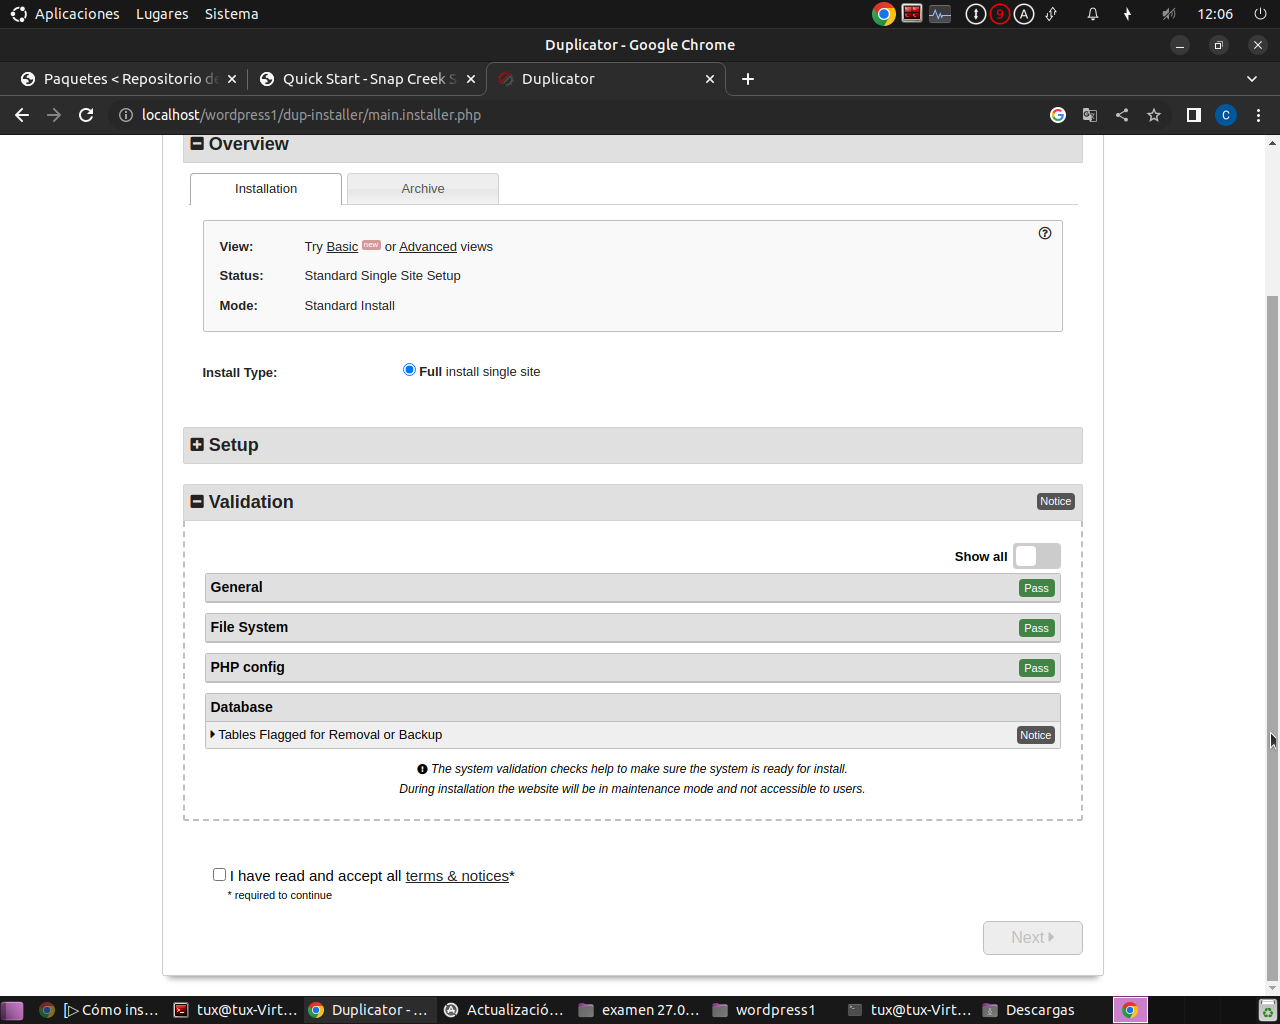 Aplicaciones Lugares Sistema 9 A 12:06
Duplicator - Google Chrome
Paquetes < Repositorio de Quick Start - Snap Creek S Duplicator
localhost/wordpress1/dup-installer/main.installer.php C
Overview
Installation Archive
View: Try Basic new or Advanced views
Status: Standard Single Site Setup
Mode: Standard Install
Install Type: Full install single site
Setup
Validation Notice
Show all
General Pass
File System Pass
PHP config Pass
Database
Tables Flagged for Removal or Backup Notice
The system validation checks help to make sure the system is ready for install.
During installation the website will be in maintenance mode and not accessible to users.
I have read and accept all terms & notices*
* required to continue
Next
[▷ Cómo ins... tux@tux-Virt... Duplicator - ... Actualizació... examen 27.0... wordpress1 tux@tux-Virt... Descargas